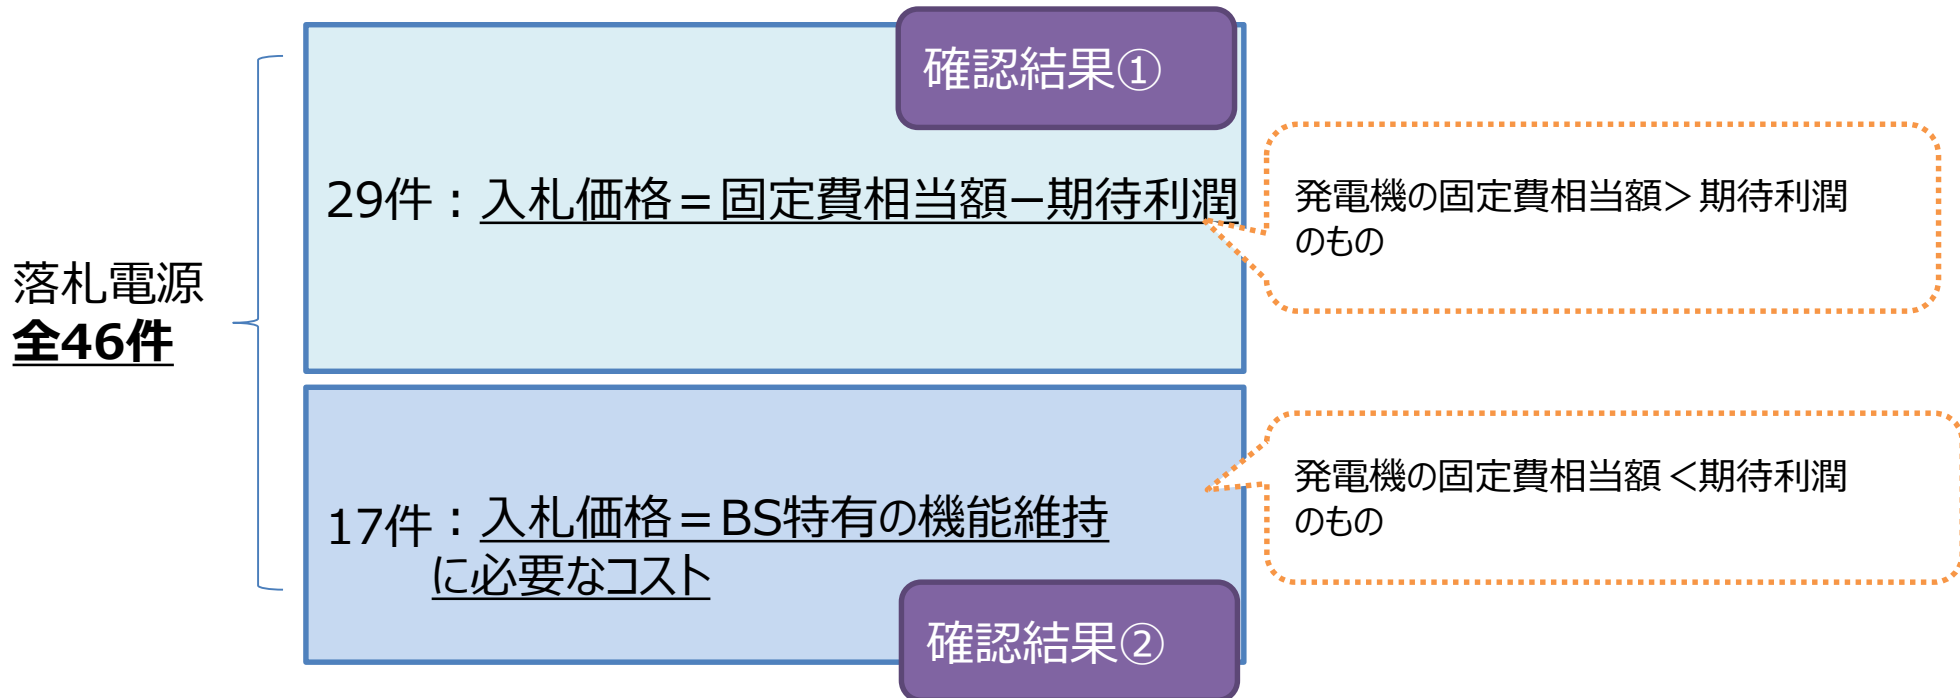 確認結果①
29件：入札価格＝固定費相当額－期待利潤
発電機の固定費相当額＞期待利潤
のもの
落札電源
全46件
17件：入札価格＝BS特有の機能維持
に必要なコスト
発電機の固定費相当額＜期待利潤
のもの
確認結果②